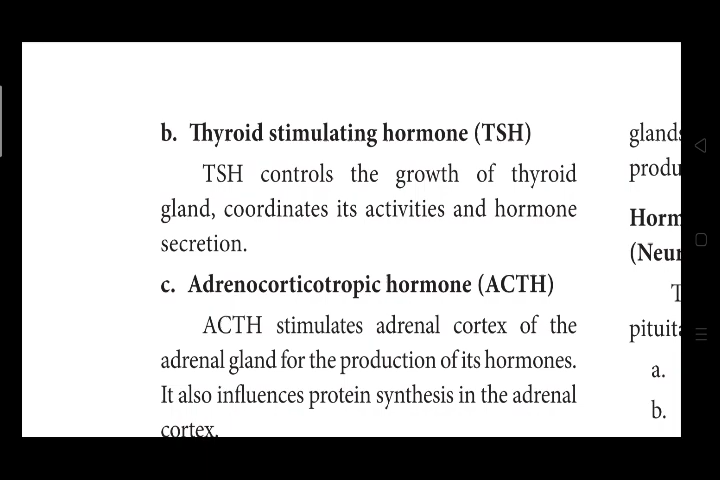 b. Thyroid stimulating hormone (TSH)
TSH controls the growth of thyroid
gland, coordinates its activities and hormone
secretion.
c. Adrenocorticotropic hormone (ACTH)
ACTH stimulates adrenal cortex of the
adrenal gland for the production of its hormones.
It also influences protein synthesis in the adrenal
cortex.
a.
b.